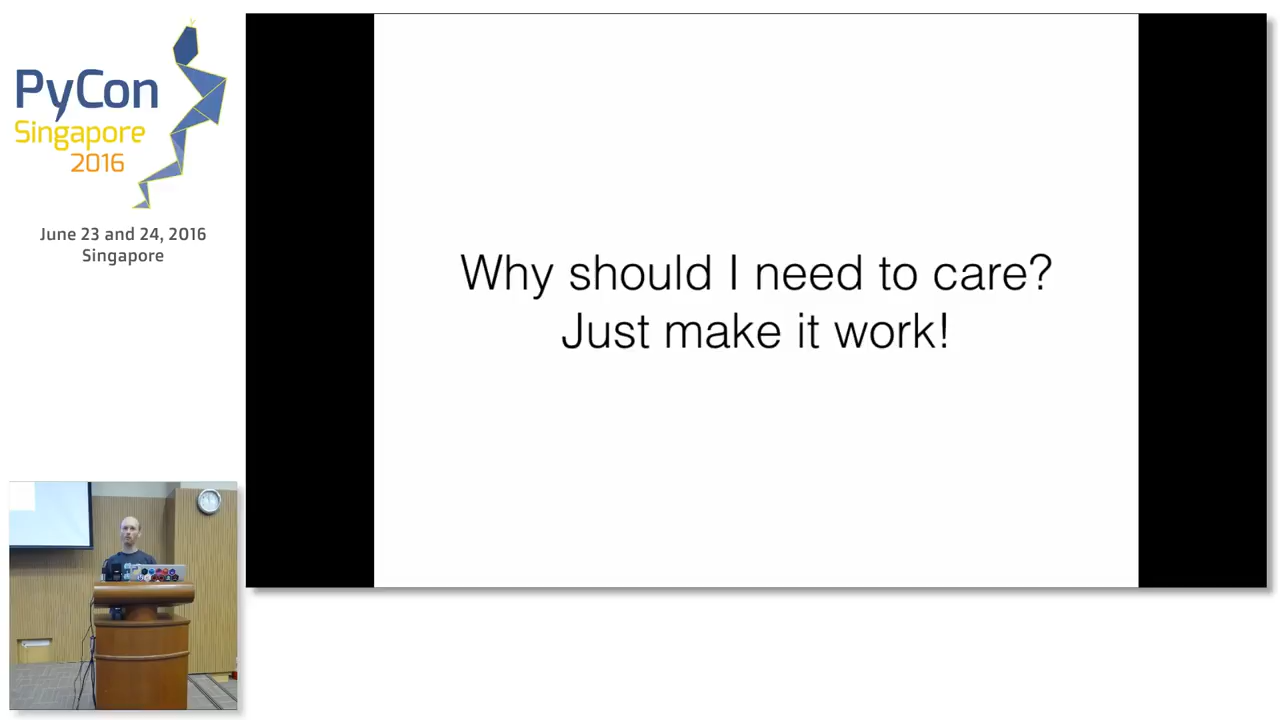 PyCon
Singapore
2016
June 23 and 24, 2016
Singapore
Why should I need to care?
Just make it work!